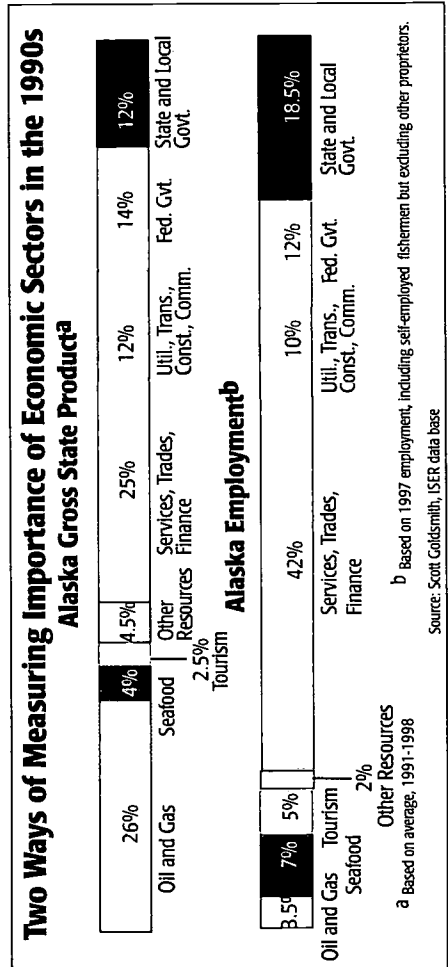 Two Ways of Measuring Importance of Economic Sectors in the 1990s
Alaska Gross State Product^a
26% 4% 4.5% 25% 12% 14% 12%
Oil and Gas Seafood 2.5% Tourism Other Resources Services, Trades, Finance Util., Trans., Const., Comm. Fed. Gvt. State and Local Govt.
Alaska Employment^b
3.5% 7% 5% 42% 10% 12% 18.5%
Oil and Gas Seafood Tourism 2% Other Resources Services, Trades, Finance Util., Trans., Const., Comm. Fed. Gvt. State and Local Govt.
a Based on average, 1991-1998
b Based on 1997 employment, including self-employed fishermen but excluding other proprietors.
Source: Scott Goldsmith, ISER data base